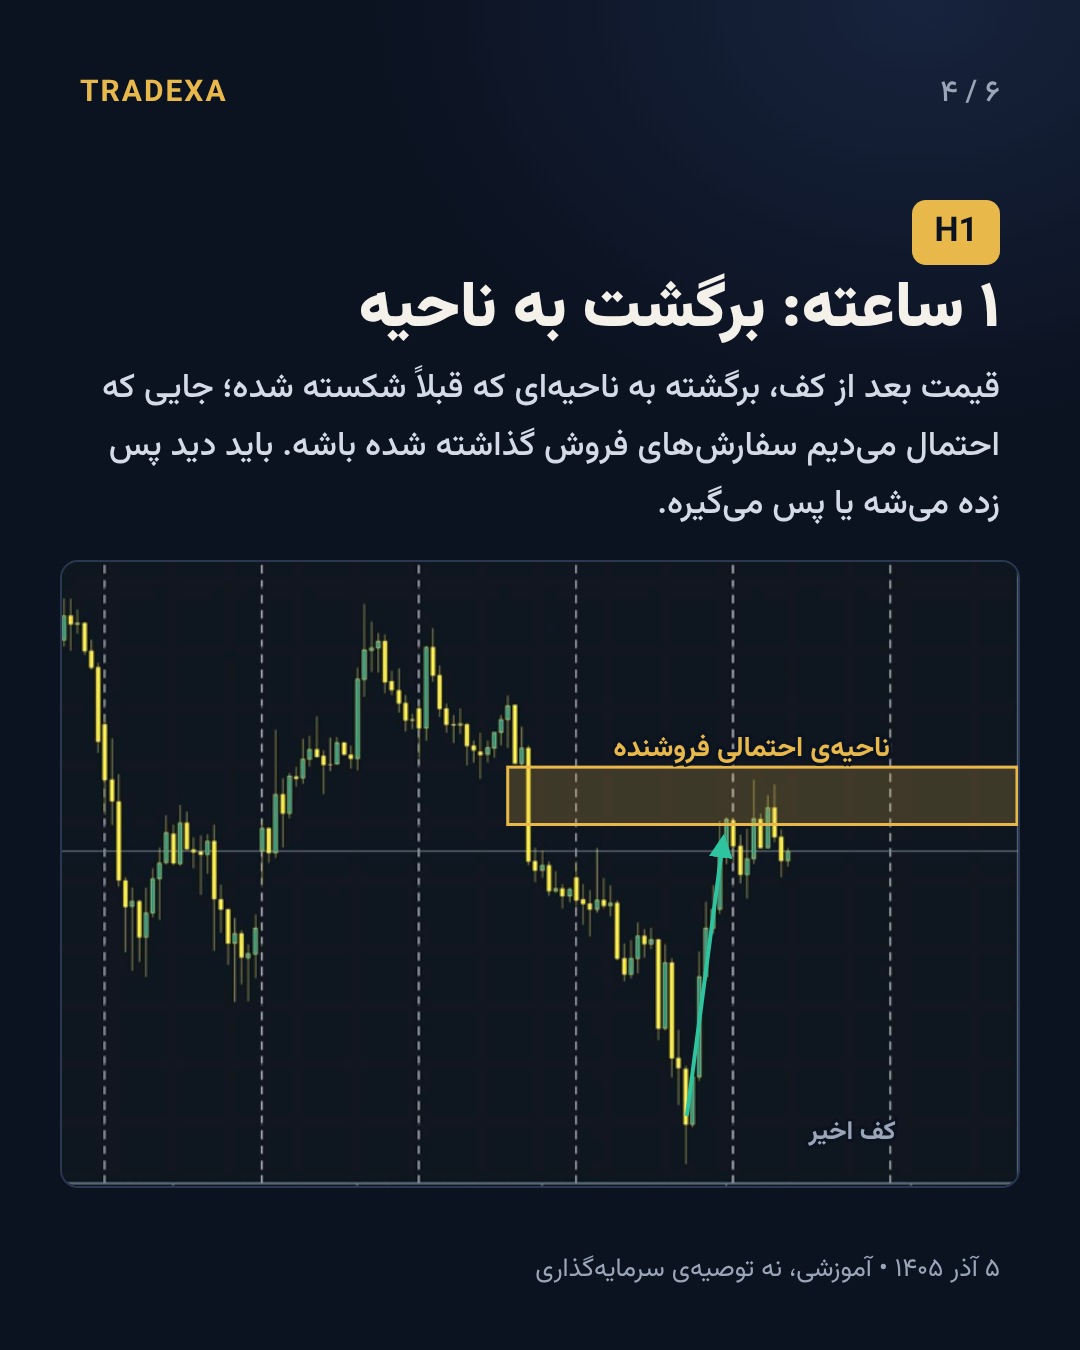 TRADEXA
۴ / ۶
H1
۱ ساعته: برگشت به ناحیه
قیمت بعد از کف، برگشته به ناحیه‌ای که قبلاً شکسته شده؛ جایی که
احتمال می‌دیم سفارش‌های فروش گذاشته شده باشه. باید دید پس
زده می‌شه یا پس می‌گیره.
ناحیه‌ی احتمالی فروشنده
کف اخیر
۵ آذر ۱۴۰۵ • آموزشی، نه توصیه‌ی سرمایه‌گذاری